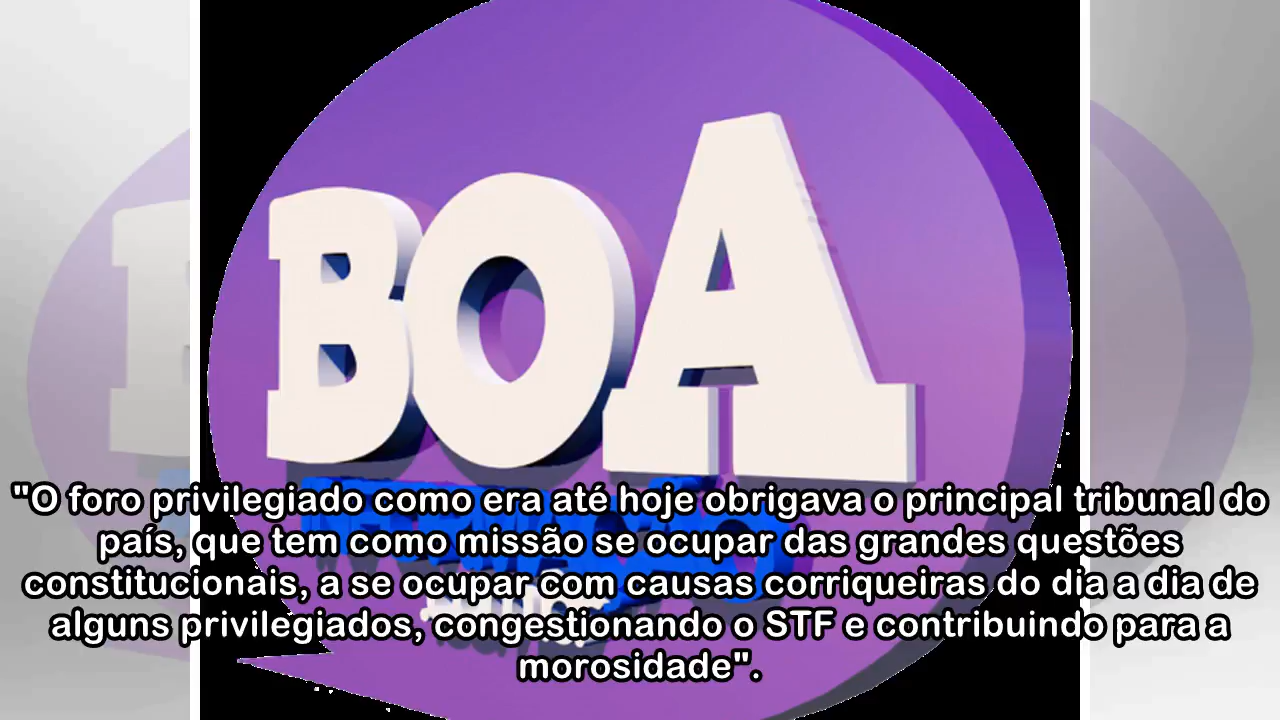 BOA
"O foro privilegiado como era até hoje obrigava o principal tribunal do
país, que tem como missão se ocupar das grandes questões
constitucionais, a se ocupar com causas corriqueiras do dia a dia de
alguns privilegiados, congestionando o STF e contribuindo para a
morosidade".